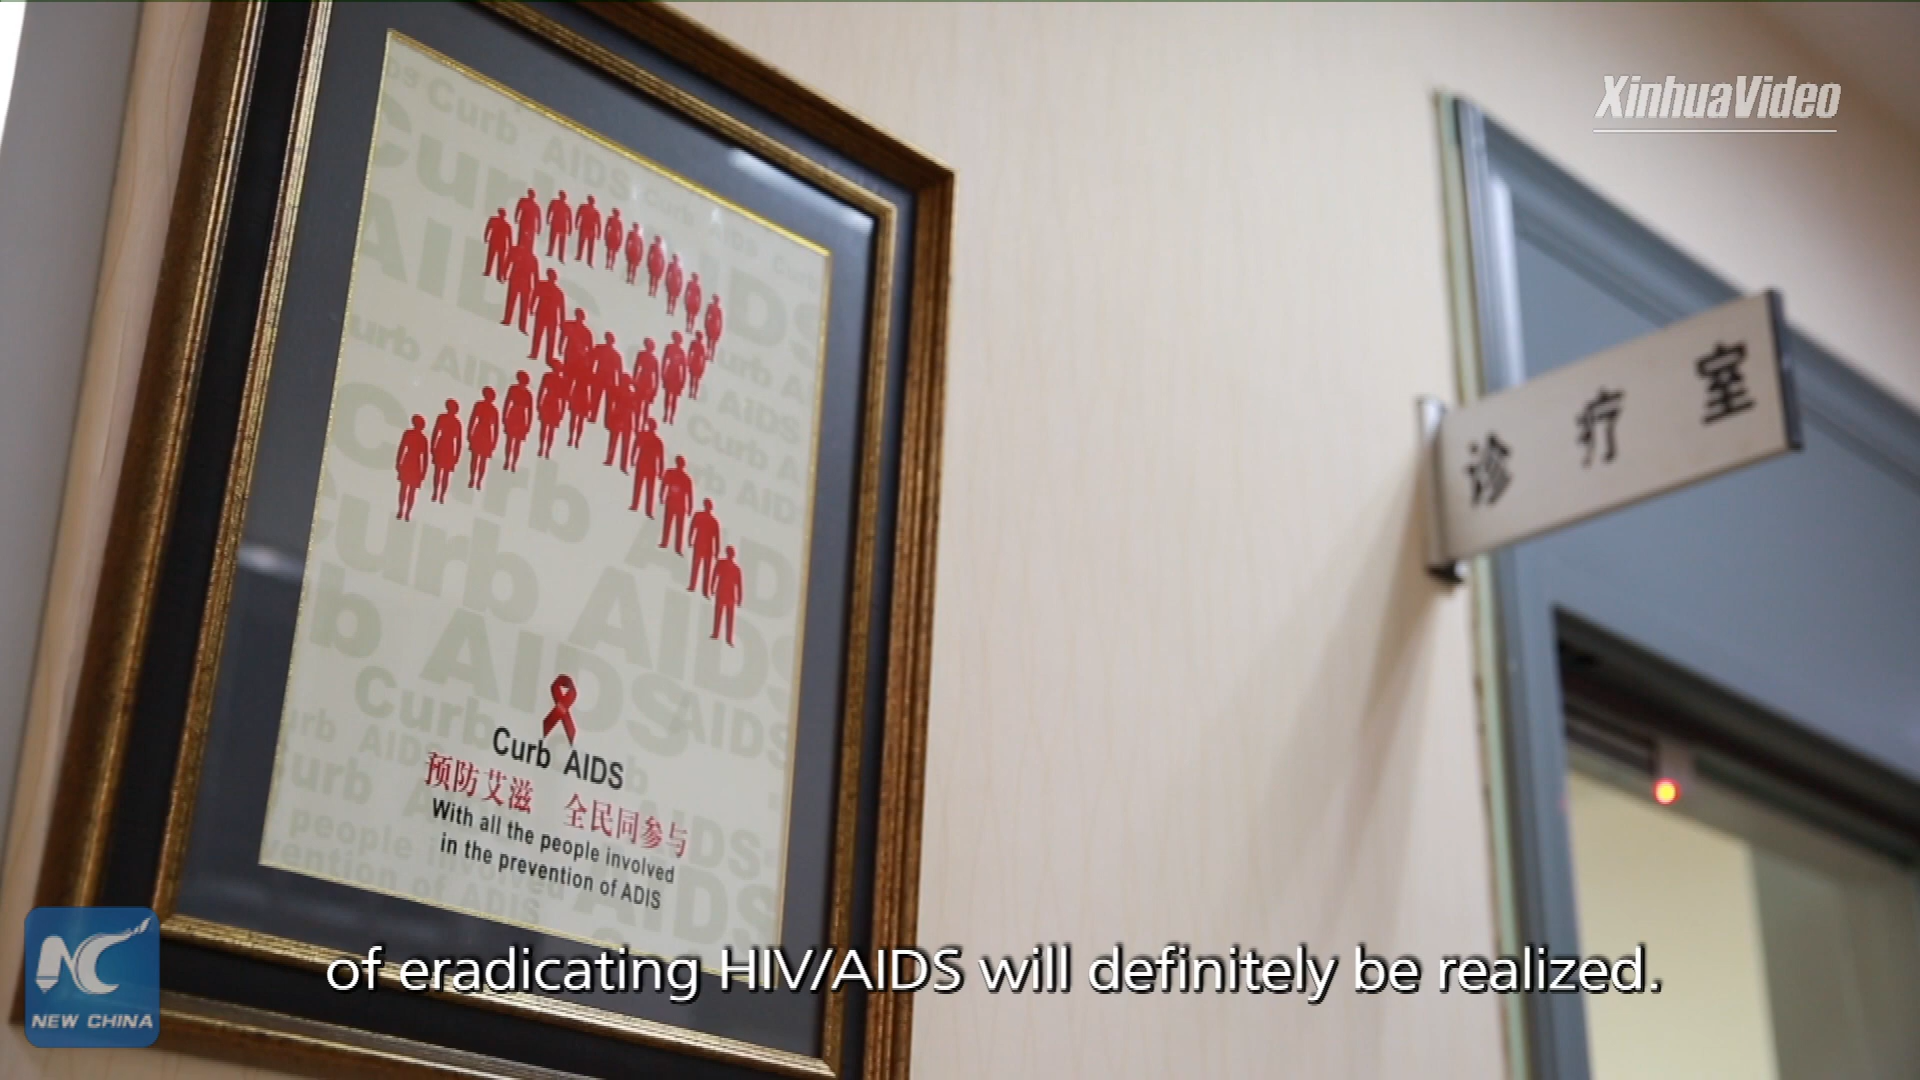 XinhuaVideo
Curb AIDS
预防艾滋 全民同参与
With all the people involved
in the prevention of ADIS
诊疗室
of eradicating HIV/AIDS will definitely be realized.
NC
NEW CHINA